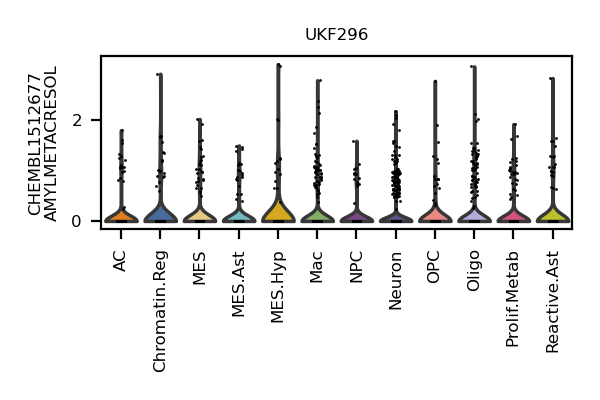 UKF296
CHEMBL1512677
AMYLMETACRESOL
2
0
AC
Chromatin.Reg
MES
MES.Ast
MES.Hyp
Mac
NPC
Neuron
OPC
Oligo
Prolif.Metab
Reactive.Ast